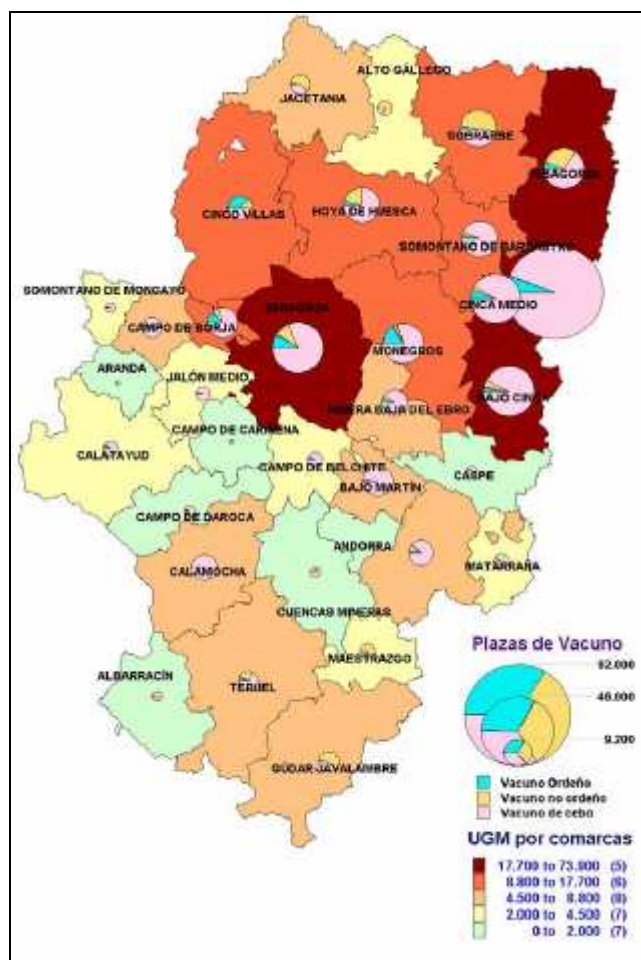 ALTO GÁLLEGO
JACETANIA
SOBRARBE
RIBAGORZA
CINCO VILLAS
HOYA DE HUESCA
SOMONTANO DE BARBASTRO
SOMONTANO DE MONCAYO
CINCA MEDIO
CAMPO DE BORJA
MONEGROS
ARANDA
JALÓN MEDIO
BAJO CINCA
RIBERA BAJA DEL EBRO
CAMPO DE CARIÑENA
CALATAYUD
CAMPO DE BELCHITE
CASPE
BAJO MARTÍN
CAMPO DE DAROCA
ANDORRA
MATARRAÑA
CALAMOCHA
CUENCAS MINERAS
MAESTRAZGO
ALBARRACÍN
TERUEL
GÚDAR JAVALAMBRE
Plazas de Vacuno
92.000
46.000
9.200
Vacuno Ordeño
Vacuno no ordeño
Vacuno de cebo
UGM por comarcas
17.700 to 73.900 (5)
8.800 to 17.700 (6)
4.500 to 8.800 (8)
2.000 to 4.500 (7)
0 to 2.000 (7)